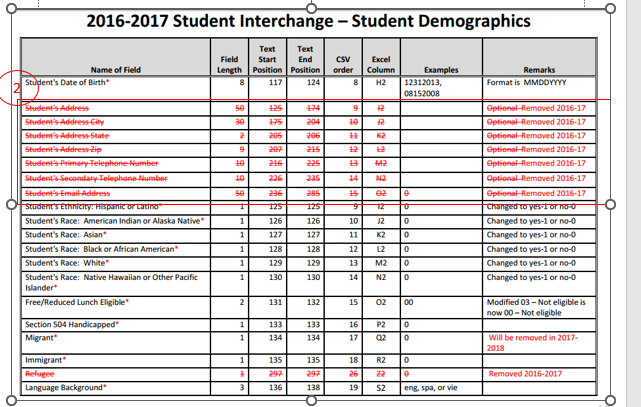 2016-2017 Student Interchange – Student Demographics
Name of Field Field Length Text Start Position Text End Position CSV order Excel Column Examples Remarks
2
Student's Date of Birth* 8 117 124 8 H2 12312013, 08152008 Format is MMDDYYYY
Student's Address 50 125 174 9 I2 Optional Removed 2016-17
Student's Address City 30 175 204 10 J2 Optional Removed 2016-17
Student's Address State 2 205 206 11 K2 Optional Removed 2016-17
Student's Address Zip 9 207 215 12 L2 Optional Removed 2016-17
Student's Primary Telephone Number 10 216 225 13 M2 Optional Removed 2016-17
Student's Secondary Telephone Number 10 226 235 14 N2 Optional Removed 2016-17
Student's Email Address 50 236 285 15 O2 0 Optional Removed 2016-17
Student's Ethnicity: Hispanic or Latino* 1 125 125 9 I2 0 Changed to yes-1 or no-0
Student's Race: American Indian or Alaska Native* 1 126 126 10 J2 0 Changed to yes-1 or no-0
Student's Race: Asian* 1 127 127 11 K2 0 Changed to yes-1 or no-0
Student's Race: Black or African American* 1 128 128 12 L2 0 Changed to yes-1 or no-0
Student's Race: White* 1 129 129 13 M2 0 Changed to yes-1 or no-0
Student's Race: Native Hawaiian or Other Pacific Islander* 1 130 130 14 N2 0 Changed to yes-1 or no-0
Free/Reduced Lunch Eligible* 2 131 132 15 O2 00 Modified 03 – Not eligible is now 00 – Not eligible
Section 504 Handicapped* 1 133 133 16 P2 0
Migrant* 1 134 134 17 Q2 0 Will be removed in 2017-2018
Immigrant* 1 135 135 18 R2 0
Refugee 1 297 297 26 Z2 0 Removed 2016-2017
Language Background* 3 136 138 19 S2 eng, spa, or vie